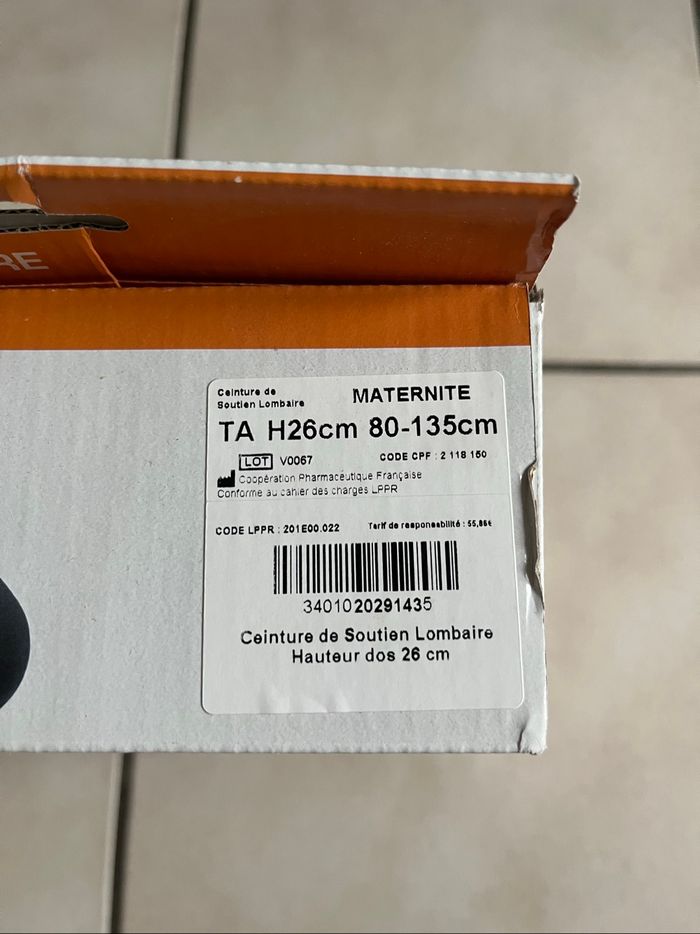 RE
Ceinture de
Soutien Lombaire
MATERNITE
TA H26cm 80-135cm
LOT V0067
CODE CPF : 2 118 150
Coopération Pharmaceutique Française
Conforme au cahier des charges LPPR
CODE LPPR : 201E00.022
Tarif de responsabilité : 55,86€
3401020291435
Ceinture de Soutien Lombaire
Hauteur dos 26 cm